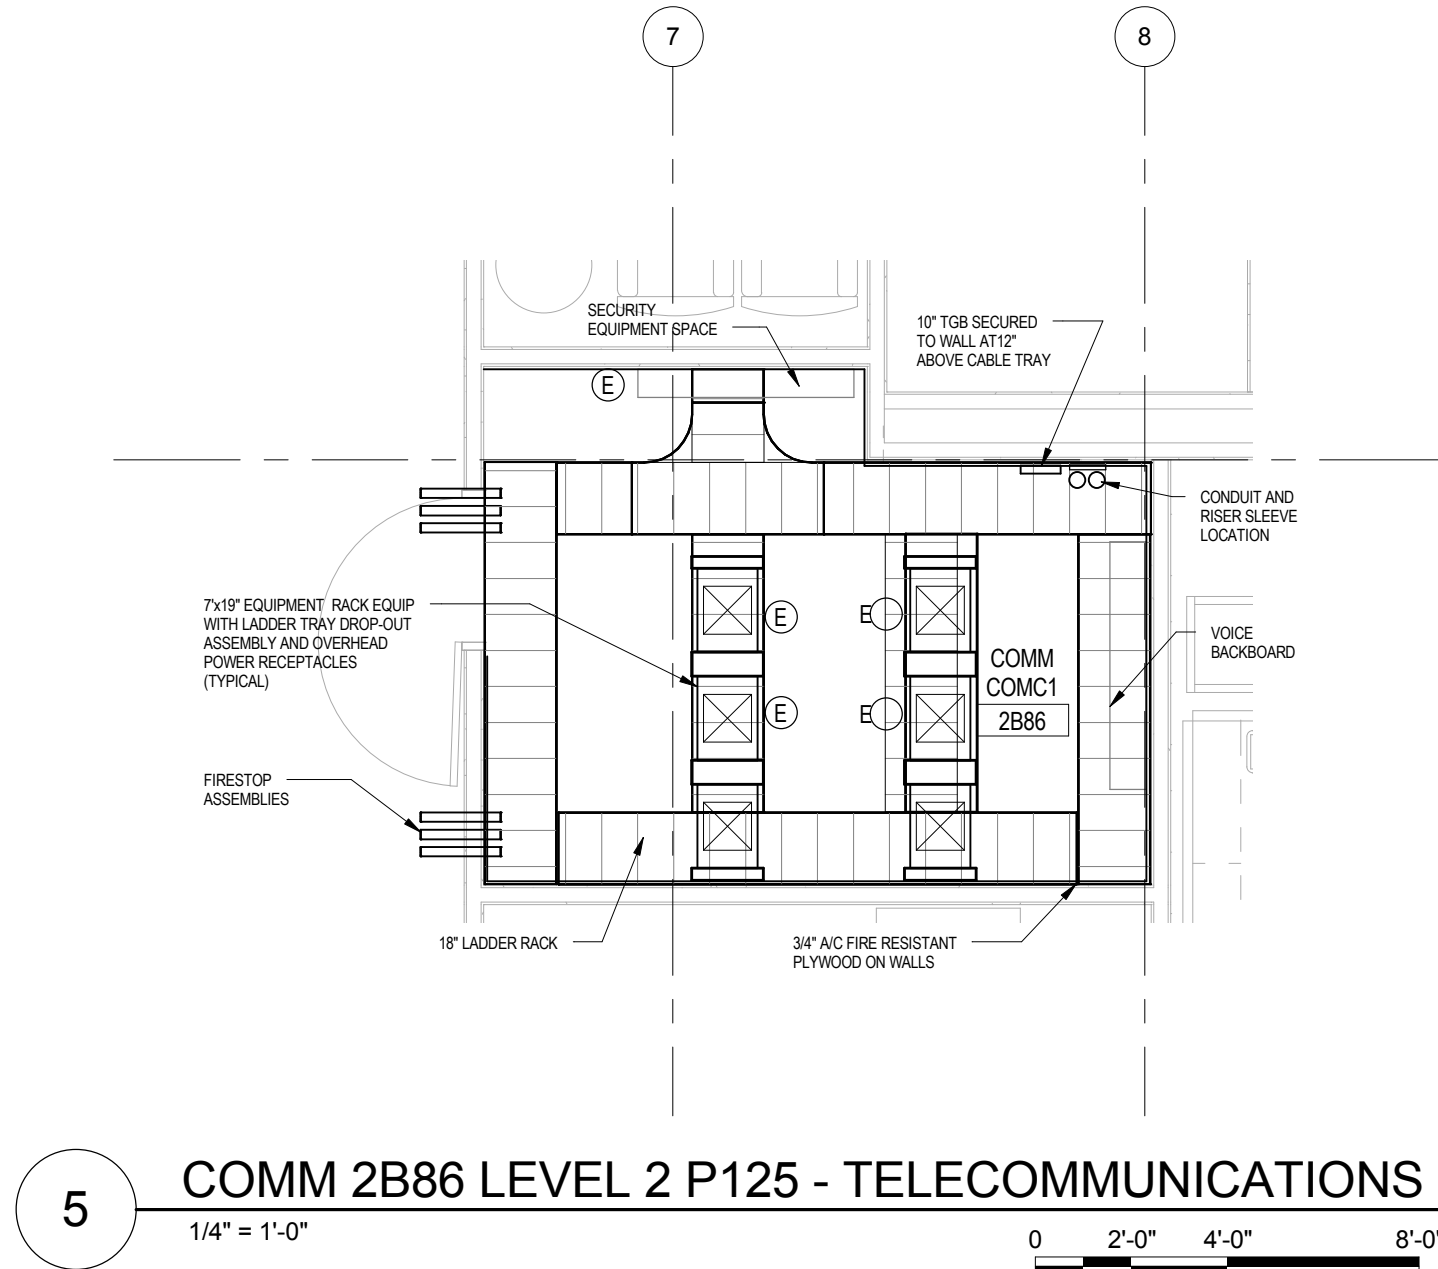 7
8
SECURITY
EQUIPMENT SPACE
10" TGB SECURED
TO WALL AT12"
ABOVE CABLE TRAY
E
CONDUIT AND
RISER SLEEVE
LOCATION
7'x19" EQUIPMENT RACK EQUIP
WITH LADDER TRAY DROP-OUT
ASSEMBLY AND OVERHEAD
POWER RECEPTACLES
(TYPICAL)
E
E
VOICE
BACKBOARD
COMM
COMC1
2B86
E
E
FIRESTOP
ASSEMBLIES
18" LADDER RACK
3/4" A/C FIRE RESISTANT
PLYWOOD ON WALLS
5
COMM 2B86 LEVEL 2 P125 - TELECOMMUNICATIONS
1/4" = 1'-0"
0 2'-0" 4'-0" 8'-0"